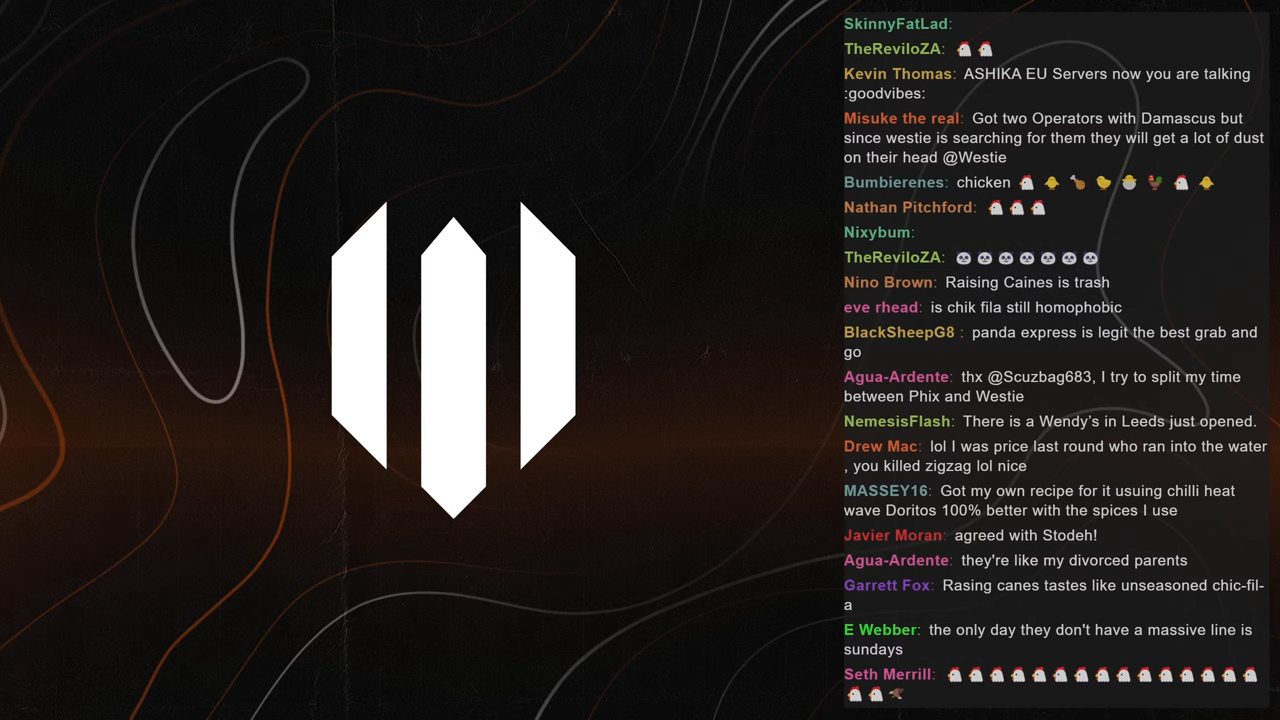 SkinnyFatLad:
TheReviloZA: 🐔 🐔
Kevin Thomas: ASHIKA EU Servers now you are talking
:goodvibes:
Misuke the real: Got two Operators with Damascus but
since westie is searching for them they will get a lot of dust
on their head @Westie
Bumbierenes: chicken 🐔 🐥 🍗 🐤 🐣 🐓 🐔 🐥
Nathan Pitchford: 🐔 🐔 🐔
Nixybum:
TheReviloZA: 💀 💀 💀 💀 💀 💀 💀
Nino Brown: Raising Caines is trash
eve rhead: is chik fila still homophobic
BlackSheepG8 : panda express is legit the best grab and
go
Agua-Ardente: thx @Scuzbag683, I try to split my time
between Phix and Westie
NemesisFlash: There is a Wendy's in Leeds just opened.
Drew Mac: lol I was price last round who ran into the water
, you killed zigzag lol nice
MASSEY16: Got my own recipe for it usuing chilli heat
wave Doritos 100% better with the spices I use
Javier Moran: agreed with Stodeh!
Agua-Ardente: they're like my divorced parents
Garrett Fox: Rasing canes tastes like unseasoned chic-fil-
a
E Webber: the only day they don't have a massive line is
sundays
Seth Merrill: 🐔 🐔 🐔 🐔 🐔 🐔 🐔 🐔 🐔 🐔 🐔 🐔 🐔 🐔 🐔
🐔 🐔 🦅